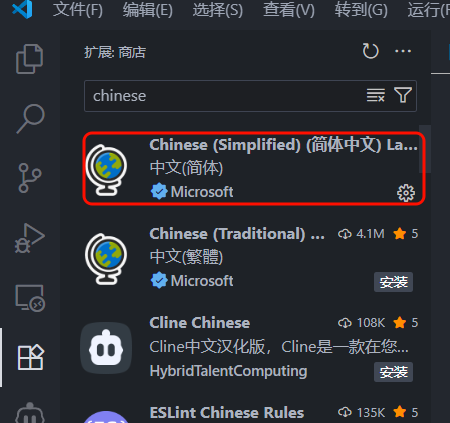 文件(F) 编辑(E) 选择(S) 查看(V) 转到(G) 运行(
扩展: 商店
chinese
Chinese (Simplified) (简体中文) La...
中文(简体)
Microsoft
Chinese (Traditional) ... 4.1M 5
中文(繁體)
Microsoft 安装
Cline Chinese 108K 5
Cline中文汉化版，Cline是一款在您...
HybridTalentComputing 安装
ESLint Chinese Rules 135K 5